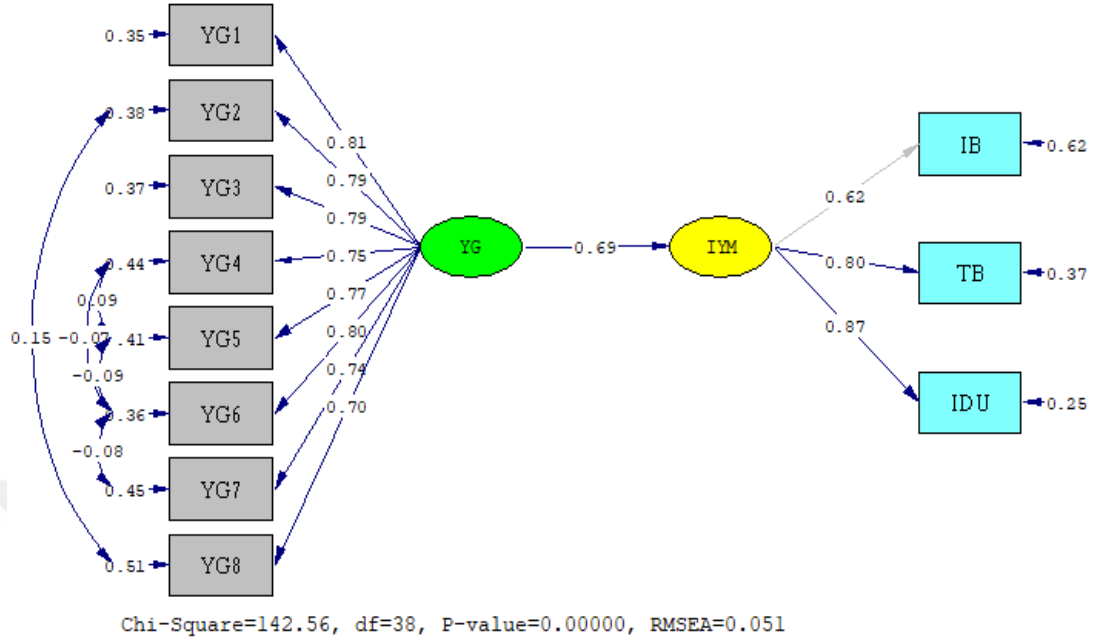 0.35 YG1
0.38 YG2
0.37 YG3
0.44 YG4
.41 YG5
0.36 YG6
0.45 YG7
0.51 YG8
0.15
0.09
-0.07
-0.09
-0.08
0.81
0.79
0.79
0.75
0.77
0.80
0.74
0.70
YG
0.69
IYM
0.62
0.80
0.87
IB 0.62
TB 0.37
IDU 0.25
Chi-Square=142.56, df=38, P-value=0.00000, RMSEA=0.051